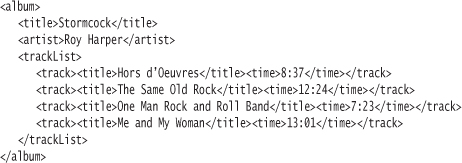 <album>
<title>Stormcock</title>
<artist>Roy Harper</artist>
<trackList>
<track><title>Hors d'Oeuvres</title><time>8:37</time></track>
<track><title>The Same Old Rock</title><time>12:24</time></track>
<track><title>One Man Rock and Roll Band</title><time>7:23</time></track>
<track><title>Me and My Woman</title><time>13:01</time></track>
</trackList>
</album>